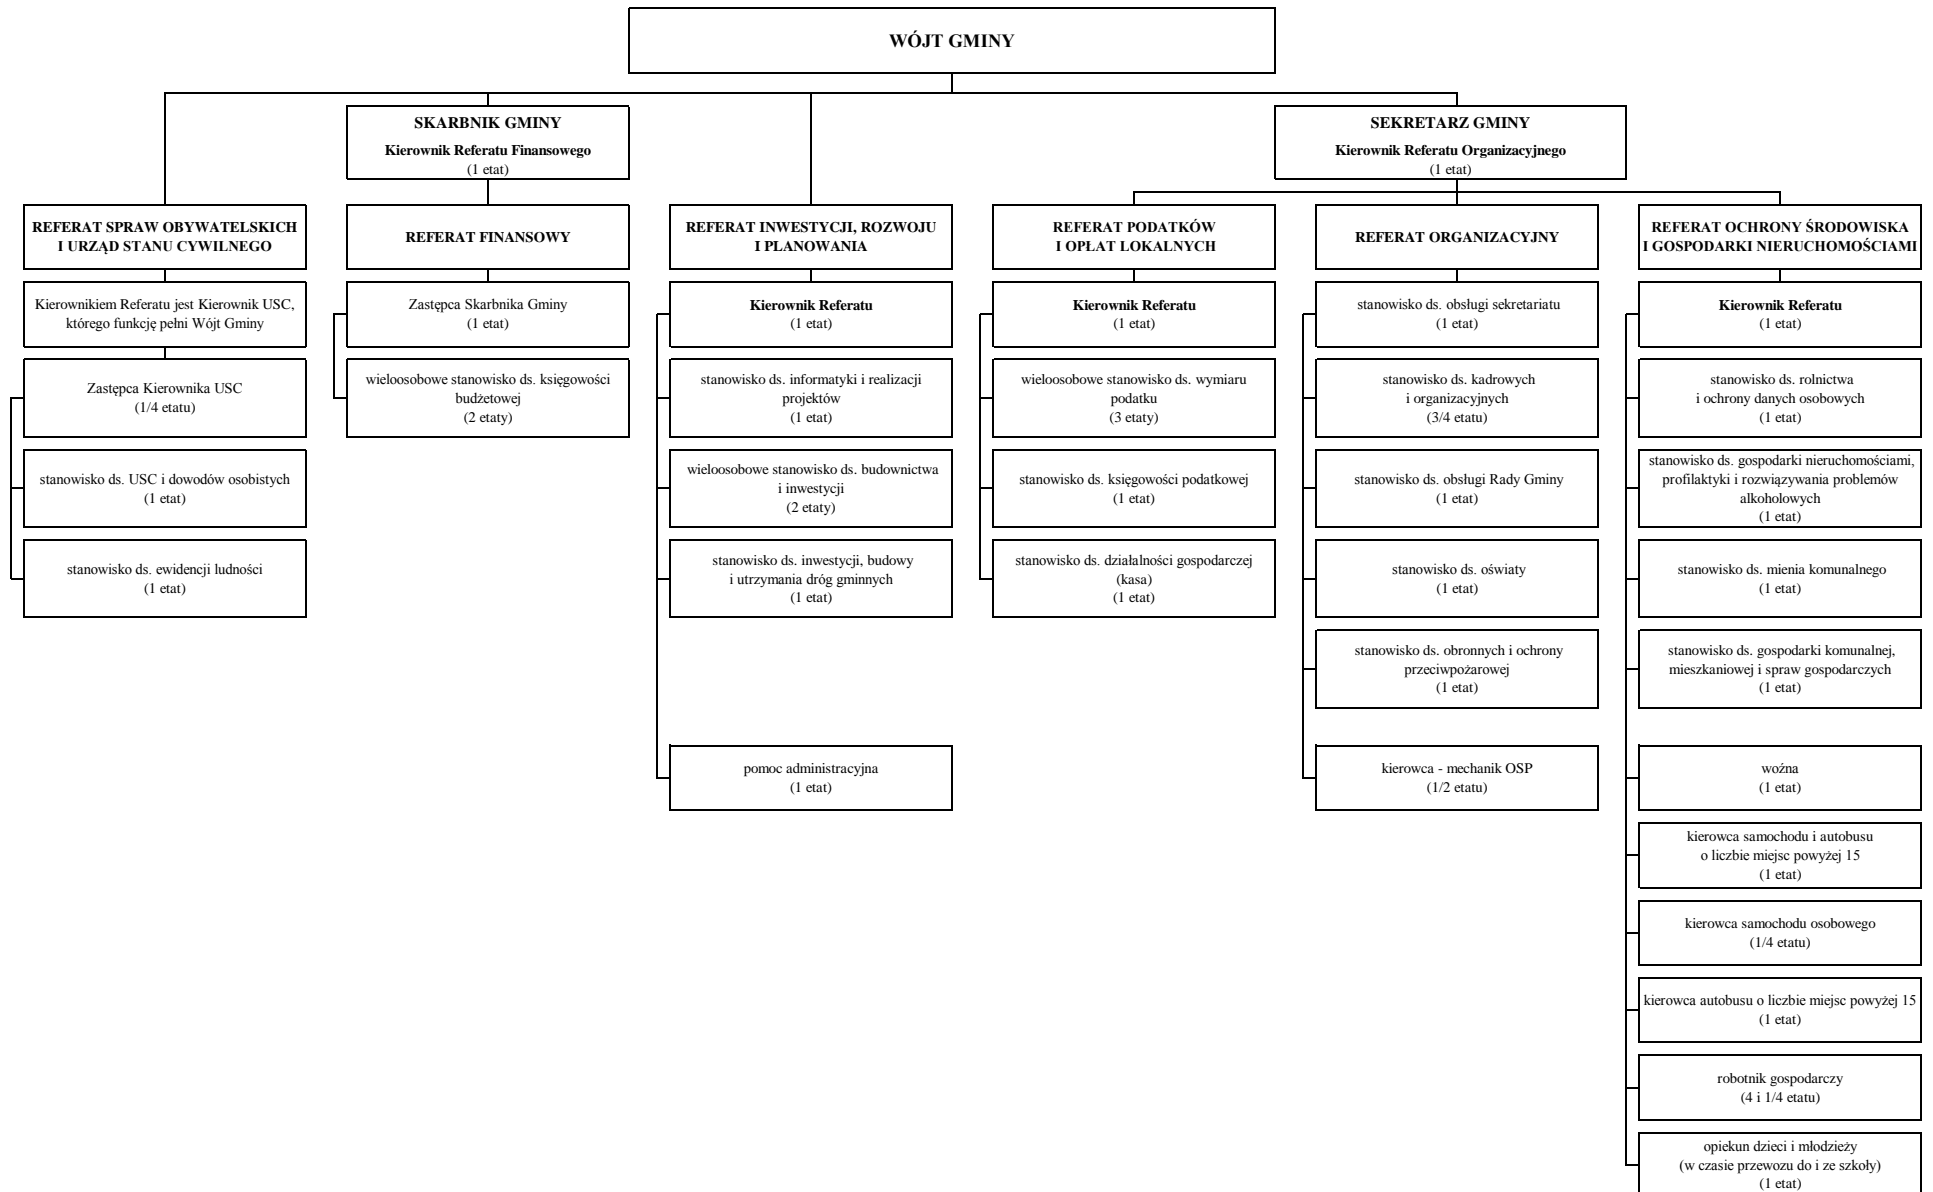 WÓJT GMINY
SKARBNIK GMINY
Kierownik Referatu Finansowego
(1 etat)
SEKRETARZ GMINY
Kierownik Referatu Organizacyjnego
(1 etat)
REFERAT SPRAW OBYWATELSKICH
I URZĄD STANU CYWILNEGO
Kierownikiem Referatu jest Kierownik USC,
którego funkcję pełni Wójt Gminy
Zastępca Kierownika USC
(1/4 etatu)
stanowisko ds. USC i dowodów osobistych
(1 etat)
stanowisko ds. ewidencji ludności
(1 etat)
REFERAT FINANSOWY
Zastępca Skarbnika Gminy
(1 etat)
wieloosobowe stanowisko ds. księgowości
budżetowej
(2 etaty)
REFERAT INWESTYCJI, ROZWOJU
I PLANOWANIA
Kierownik Referatu
(1 etat)
stanowisko ds. informatyki i realizacji
projektów
(1 etat)
wieloosobowe stanowisko ds. budownictwa
i inwestycji
(2 etaty)
stanowisko ds. inwestycji, budowy
i utrzymania dróg gminnych
(1 etat)
pomoc administracyjna
(1 etat)
REFERAT PODATKÓW
I OPŁAT LOKALNYCH
Kierownik Referatu
(1 etat)
wieloosobowe stanowisko ds. wymiaru
podatku
(3 etaty)
stanowisko ds. księgowości podatkowej
(1 etat)
stanowisko ds. działalności gospodarczej
(kasa)
(1 etat)
REFERAT ORGANIZACYJNY
stanowisko ds. obsługi sekretariatu
(1 etat)
stanowisko ds. kadrowych
i organizacyjnych
(3/4 etatu)
stanowisko ds. obsługi Rady Gminy
(1 etat)
stanowisko ds. oświaty
(1 etat)
stanowisko ds. obronnych i ochrony
przeciwpożarowej
(1 etat)
kierowca - mechanik OSP
(1/2 etatu)
REFERAT OCHRONY ŚRODOWISKA
I GOSPODARKI NIERUCHOMOŚCIAMI
Kierownik Referatu
(1 etat)
stanowisko ds. rolnictwa
i ochrony danych osobowych
(1 etat)
stanowisko ds. gospodarki nieruchomościami,
profilaktyki i rozwiązywania problemów
alkoholowych
(1 etat)
stanowisko ds. mienia komunalnego
(1 etat)
stanowisko ds. gospodarki komunalnej,
mieszkaniowej i spraw gospodarczych
(1 etat)
woźna
(1 etat)
kierowca samochodu i autobusu
o liczbie miejsc powyżej 15
(1 etat)
kierowca samochodu osobowego
(1/4 etatu)
kierowca autobusu o liczbie miejsc powyżej 15
(1 etat)
robotnik gospodarczy
(4 i 1/4 etatu)
opiekun dzieci i młodzieży
(w czasie przewozu do i ze szkoły)
(1 etat)